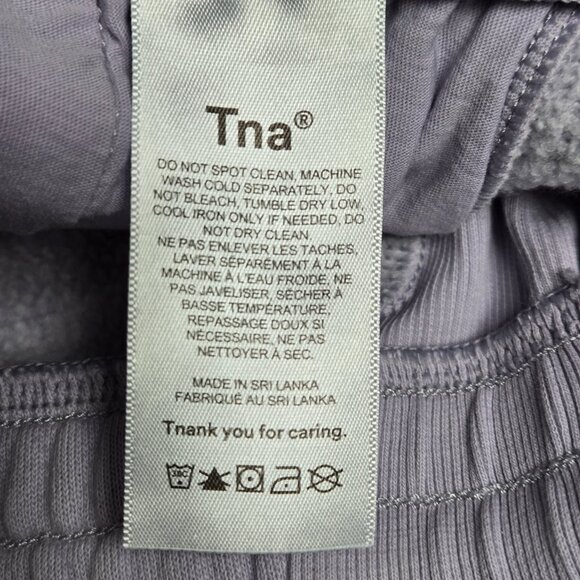 Tna®
DO NOT SPOT CLEAN, MACHINE
WASH COLD SEPARATELY, DO
NOT BLEACH, TUMBLE DRY LOW,
COOL IRON ONLY IF NEEDED, DO
NOT DRY CLEAN.
NE PAS ENLEVER LES TACHES,
LAVER SÉPARÉMENT À LA
MACHINE À L'EAU FROIDE, NE
PAS JAVELISER, SÉCHER À
BASSE TEMPÉRATURE,
REPASSAGE DOUX SI
NÉCESSAIRE, NE PAS
NETTOYER À SEC.
MADE IN SRI LANKA
FABRIQUÉ AU SRI LANKA
Tnank you for caring.
30C